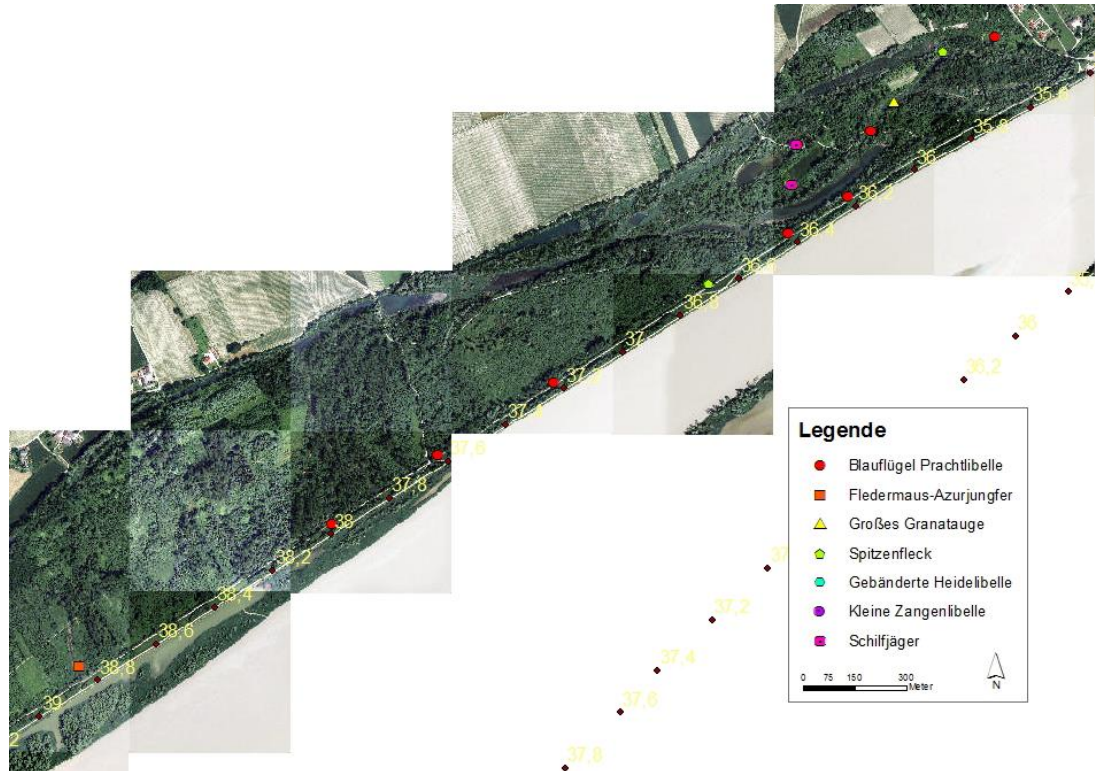 35,6
35,8
36
36,2
36,4
36,6
36,8
37
37,2
37,4
37,6
37,8
38
38,2
38,4
38,6
38,8
39
36
36,2
37,2
37,4
37,6
37,8
Legende
Blauflügel Prachtlibelle
Fledermaus-Azurjungfer
Großes Granatauge
Spitzenfleck
Gebänderte Heidelibelle
Kleine Zangenlibelle
Schilfjäger
0 75 150 300
Meter
N